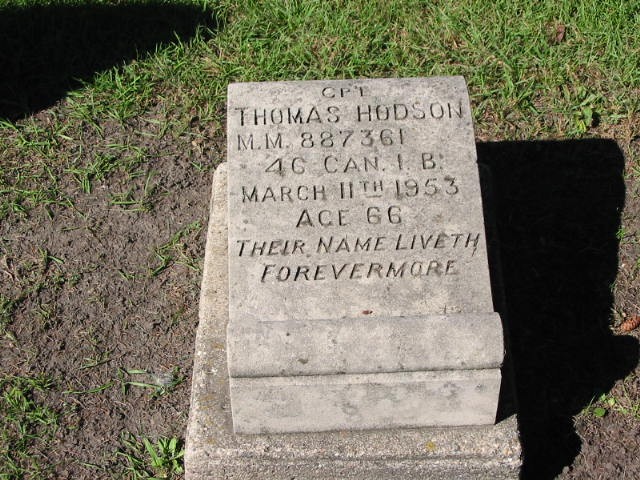 CPL
THOMAS HODSON
M.M. 887361
46 CAN. I. B.
MARCH 11TH 1953
AGE 66
THEIR NAME LIVETH
FOREVERMORE